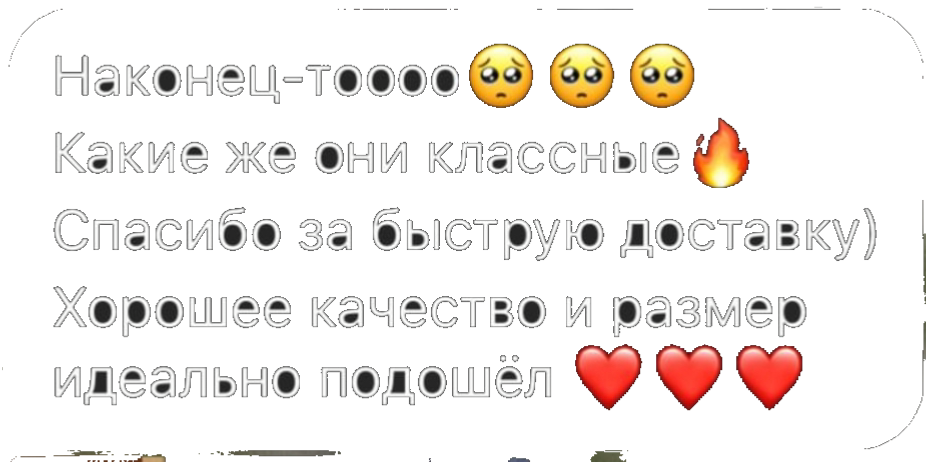 Наконец-тоооо🥺🥺🥺
Какие же они классные🔥
Спасибо за быструю доставку)
Хорошее качество и размер
идеально подошёл ❤️❤️❤️